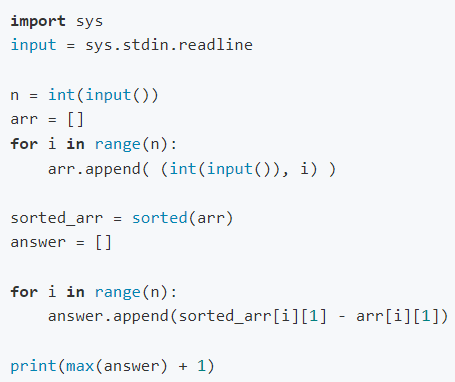 import sys
input = sys.stdin.readline

n = int(input())
arr = []
for i in range(n):
    arr.append( (int(input()), i) )

sorted_arr = sorted(arr)
answer = []

for i in range(n):
    answer.append(sorted_arr[i][1] - arr[i][1])

print(max(answer) + 1)